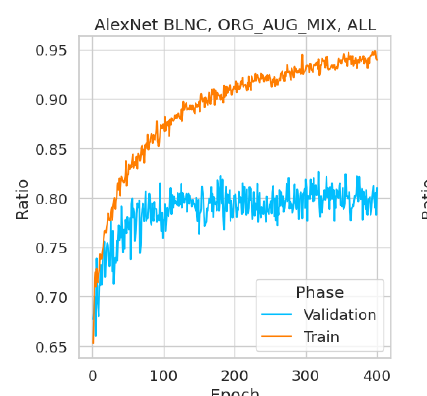 AlexNet BLNC, ORG_AUG_MIX, ALL
0.95
0.90
0.85
0.80
0.75
0.70
0.65
Ratio
Phase
Validation
Train
0 100 200 300 400
Epoch
Ratio